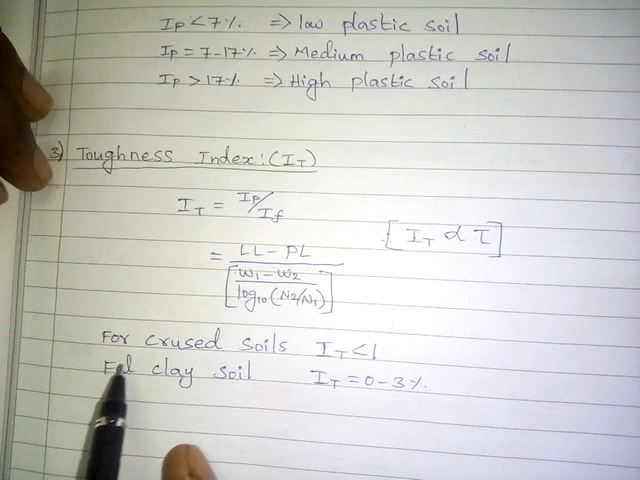 Ip < 7% => low plastic soil
Ip = 7-17% => Medium plastic soil
Ip > 17% => High plastic soil
3) Toughness Index: (IT)
IT = Ip/If
[IT ∝ τ]
= LL - PL
[W1 - W2
log10 (N2/N1)]
For crused soils IT < 1
Fol clay soil IT = 0-3%.